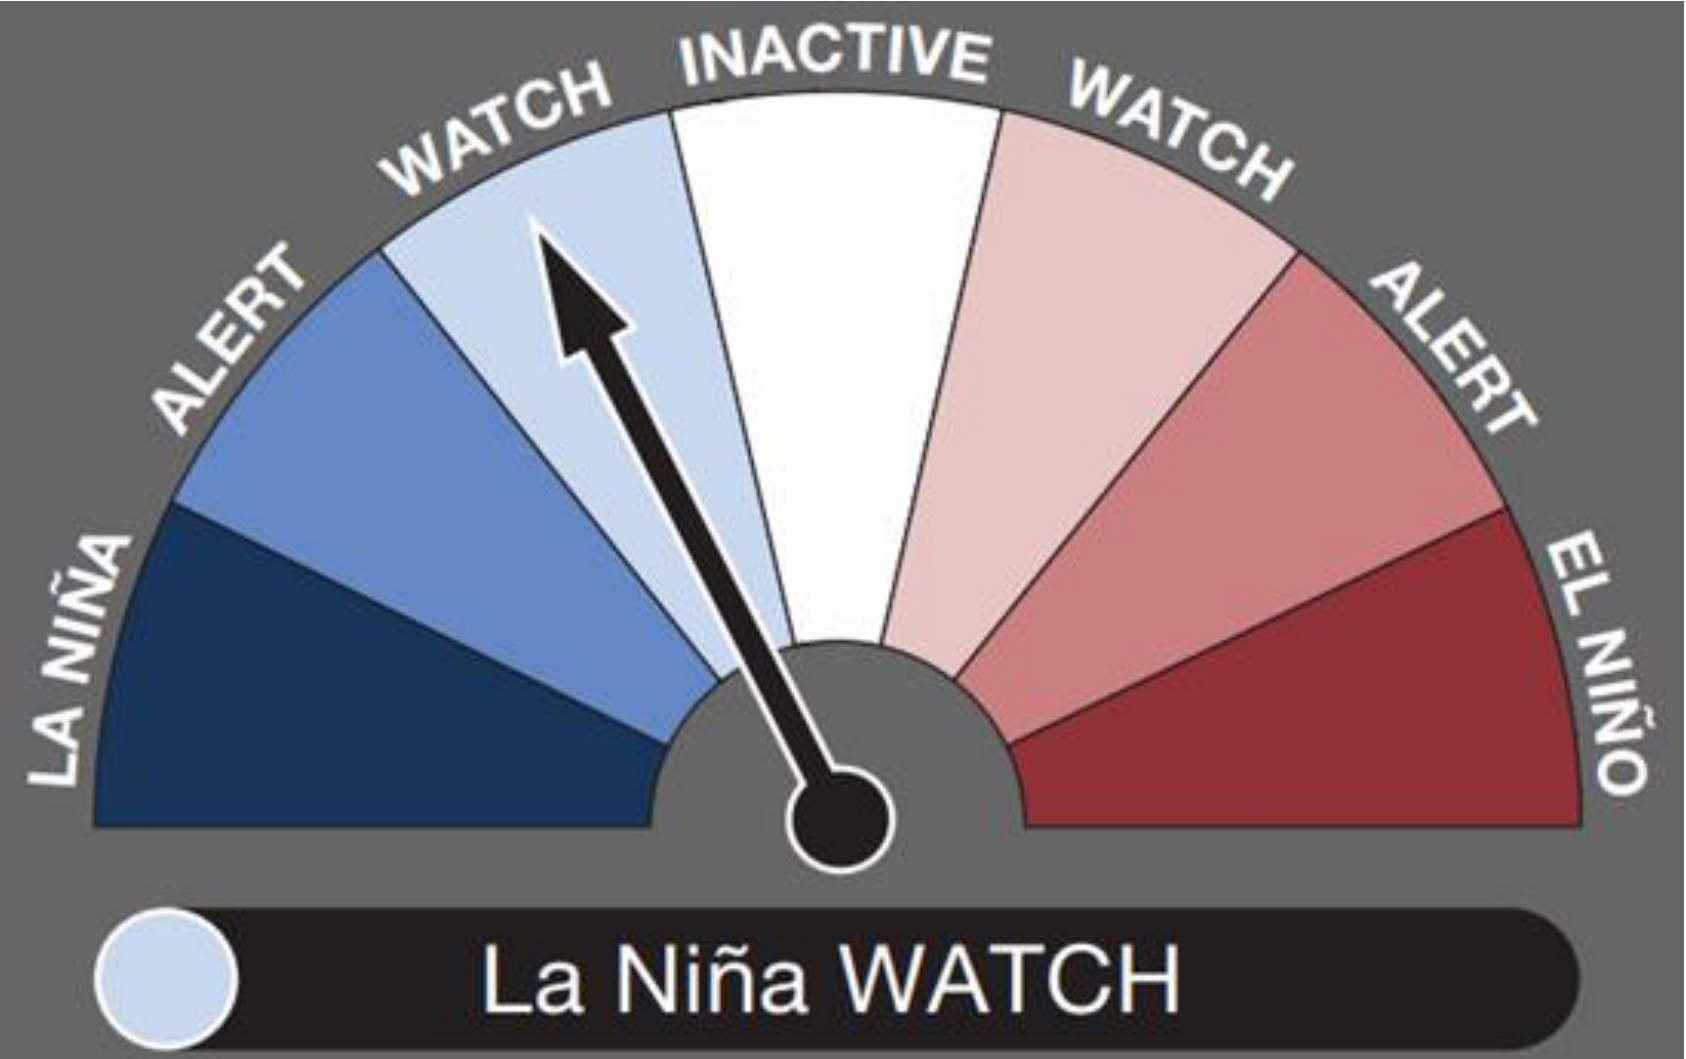 LA NIÑA
ALERT
WATCH
INACTIVE
WATCH
ALERT
EL NIÑO
La Niña WATCH